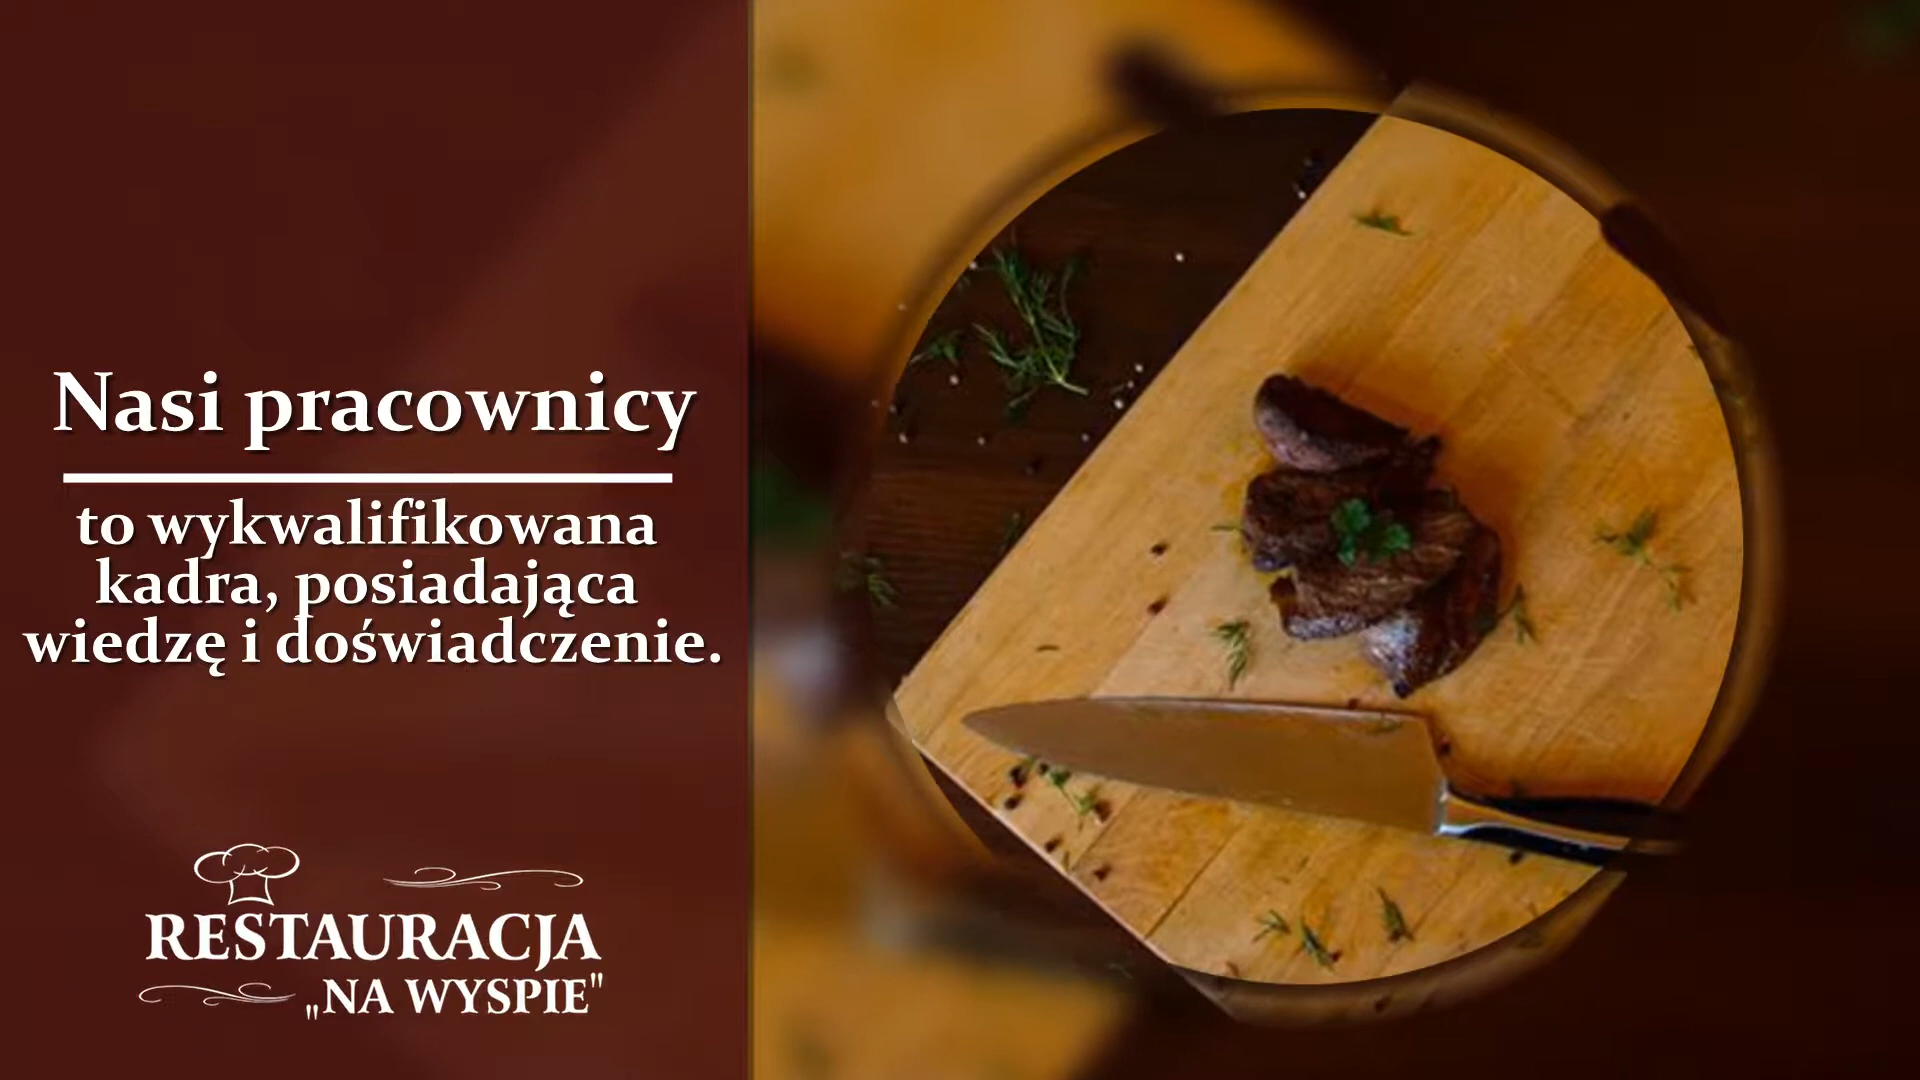 Nasi pracownicy
to wykwalifikowana
kadra, posiadająca
wiedzę i doświadczenie.
RESTAURACJA
„NA WYSPIE"